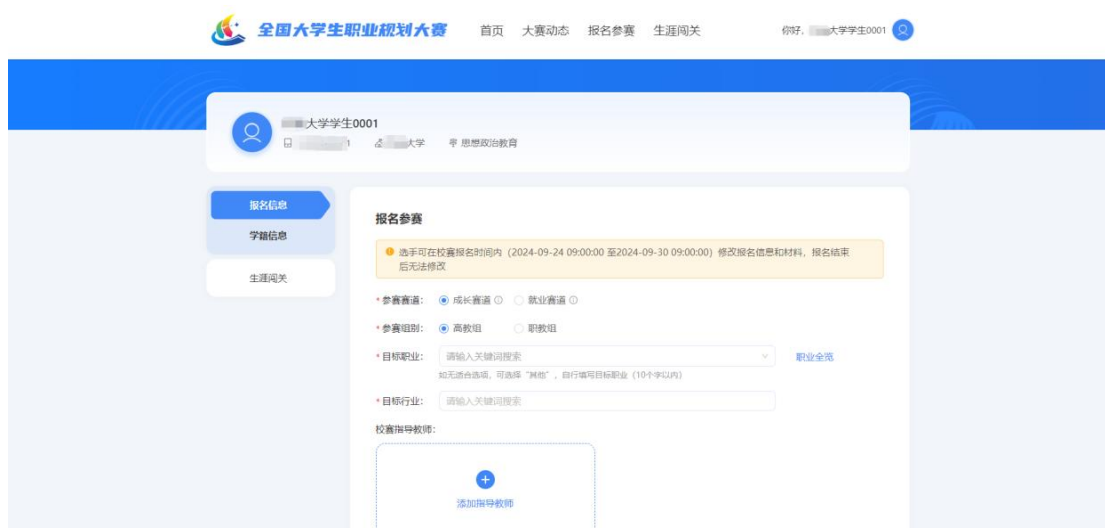 全国大学生职业规划大赛 首页 大赛动态 报名参赛 生涯闯关 你好, 大学学生0001
大学学生0001
1 大学 思想政治教育
报名信息
学籍信息
生涯闯关
报名参赛
选手可在校赛报名时间内（2024-09-24 09:00:00 至2024-09-30 09:00:00）修改报名信息和材料，报名结束
后无法修改
*参赛赛道： 成长赛道 就业赛道
*参赛组别： 高教组 职教组
*目标职业： 请输入关键词搜索 职业全览
如无适合选项，可选择“其他”，自行填写目标职业（10个字以内）
*目标行业： 请输入关键词搜索
校赛指导教师：
添加指导教师